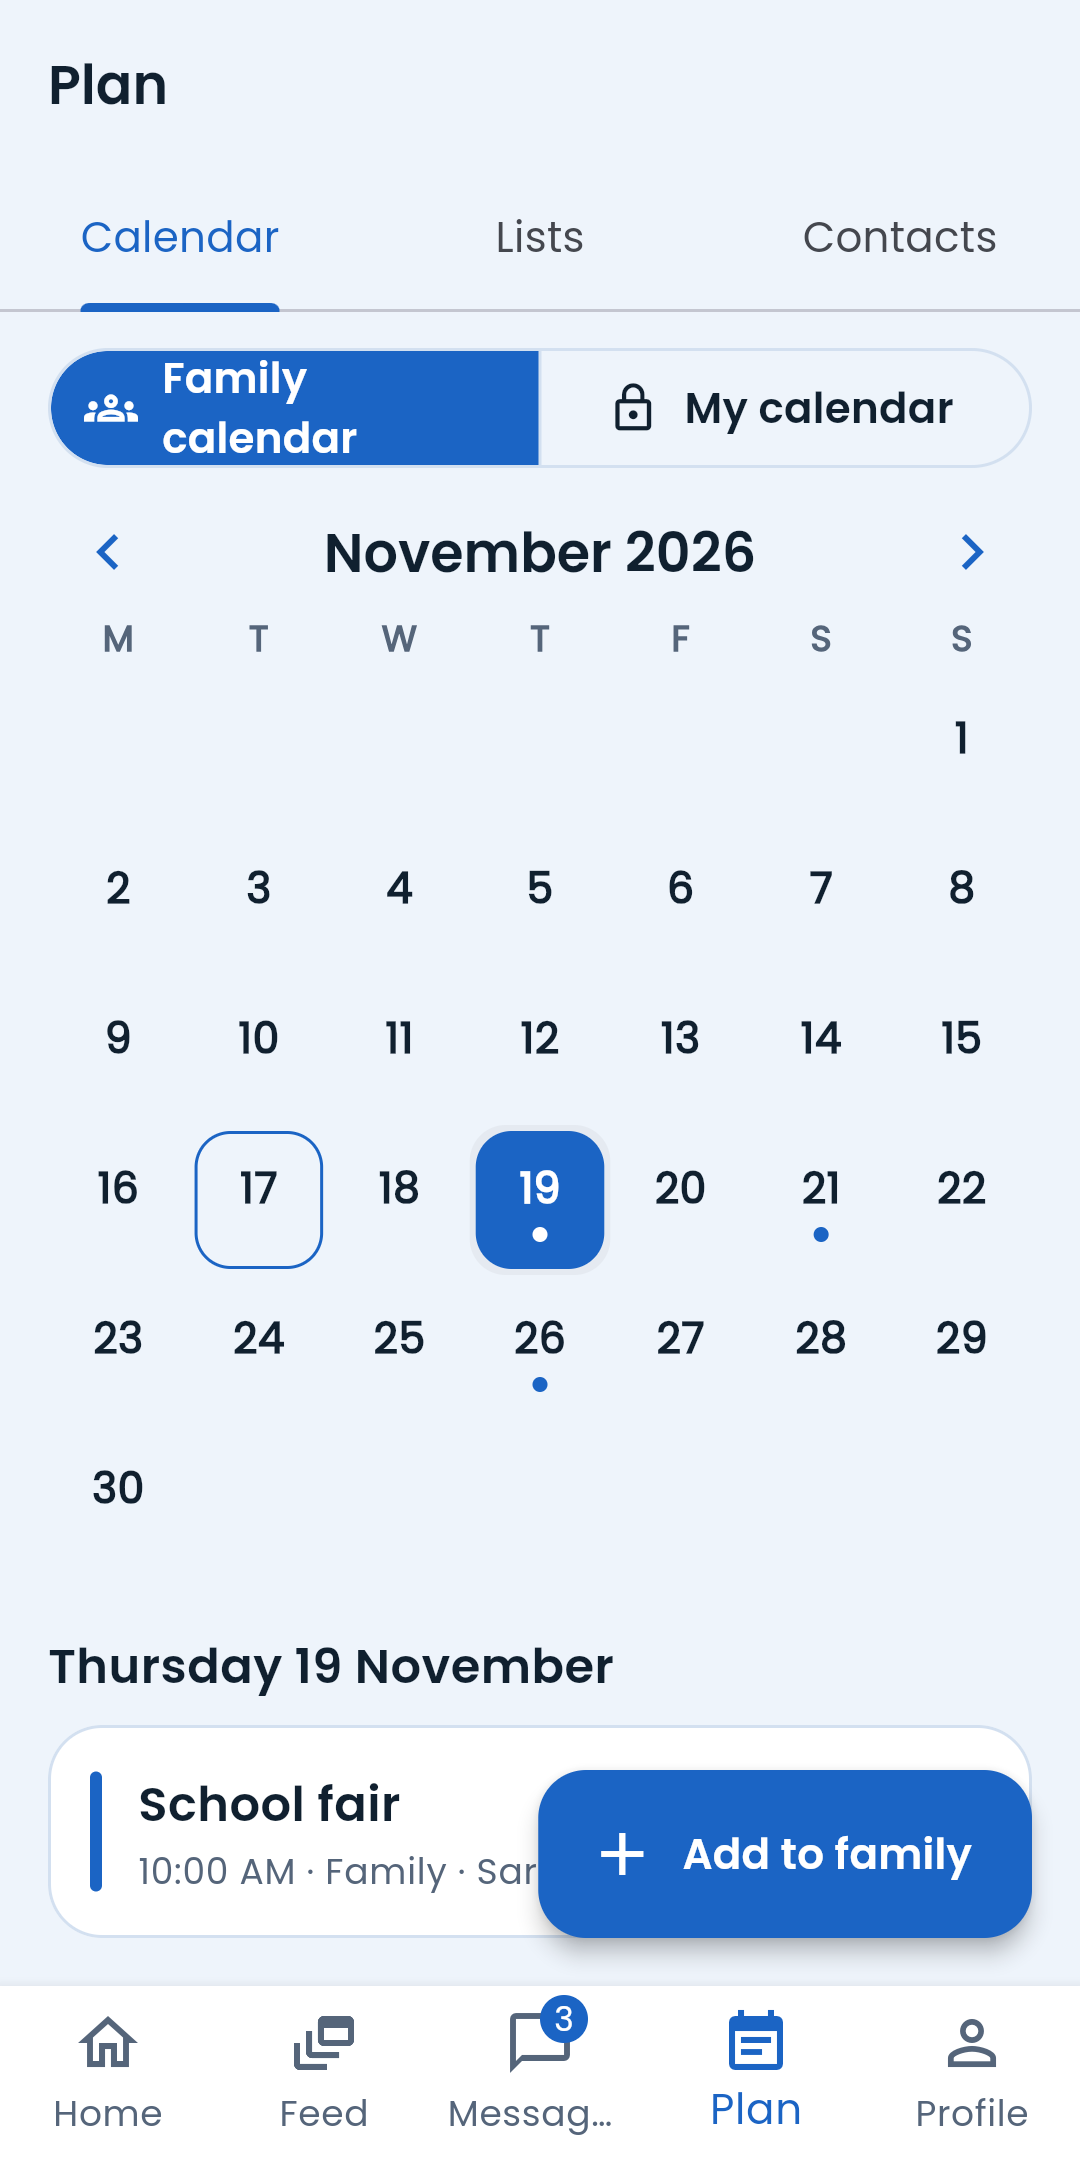 Plan
Calendar Lists Contacts
Family
calendar
My calendar
November 2026
M T W T F S S
1
2 3 4 5 6 7 8
9 10 11 12 13 14 15
16 17 18 19 20 21 22
23 24 25 26 27 28 29
30
Thursday 19 November
School fair
10:00 AM · Family ·
Add to family
3
Home Feed Messag... Plan Profile